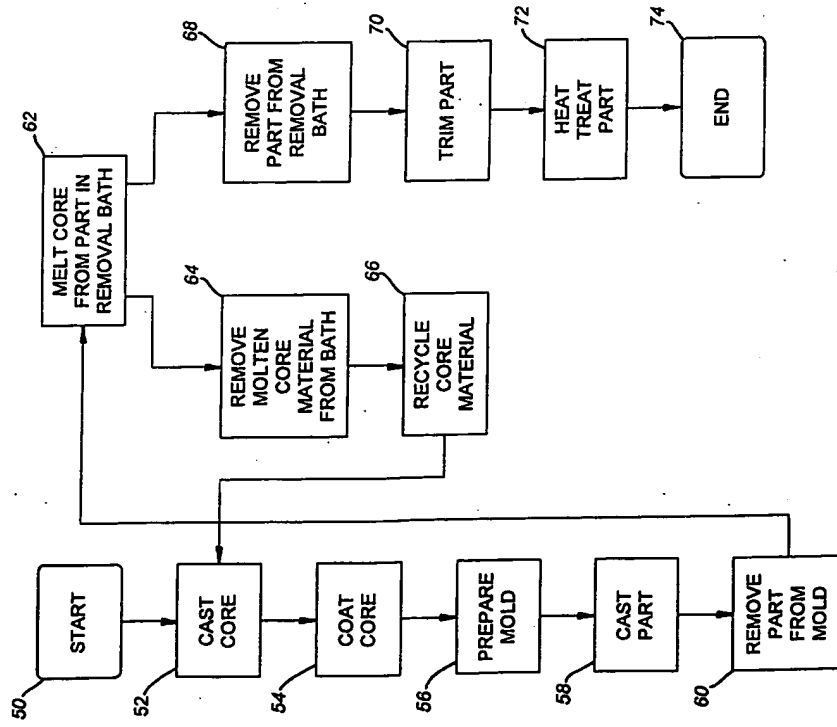 50
START
52
CAST
CORE
54
COAT
CORE
56
PREPARE
MOLD
58
CAST
PART
60
REMOVE
PART
FROM
MOLD
62
MELT CORE
FROM PART IN
REMOVAL BATH
64
REMOVE
MOLTEN
CORE
MATERIAL
FROM BATH
66
RECYCLE
CORE
MATERIAL
68
REMOVE
PART FROM
REMOVAL
BATH
70
TRIM PART
72
HEAT
TREAT
PART
74
END